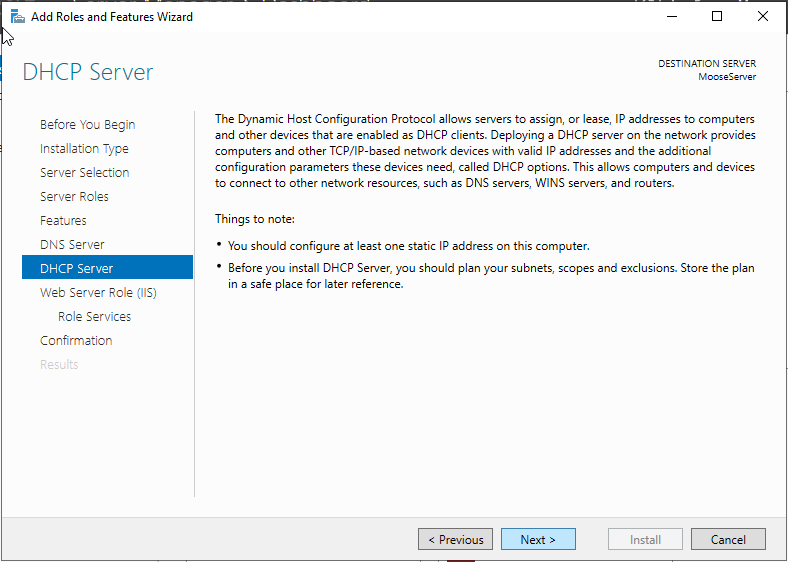 Add Roles and Features Wizard
DHCP Server
DESTINATION SERVER
MooseServer
Before You Begin
Installation Type
Server Selection
Server Roles
Features
DNS Server
DHCP Server
Web Server Role (IIS)
Role Services
Confirmation
Results
The Dynamic Host Configuration Protocol allows servers to assign, or lease, IP addresses to computers
and other devices that are enabled as DHCP clients. Deploying a DHCP server on the network provides
computers and other TCP/IP-based network devices with valid IP addresses and the additional
configuration parameters these devices need, called DHCP options. This allows computers and devices
to connect to other network resources, such as DNS servers, WINS servers, and routers.
Things to note:
• You should configure at least one static IP address on this computer.
• Before you install DHCP Server, you should plan your subnets, scopes and exclusions. Store the plan
in a safe place for later reference.
< Previous
Next >
Install
Cancel